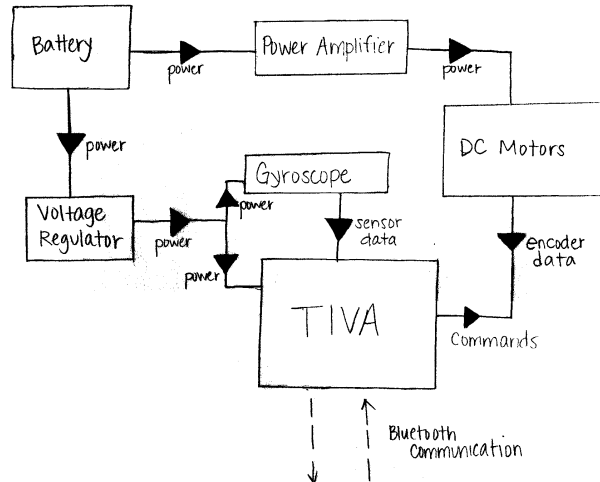 Battery
Power Amplifier
power
power
DC Motors
power
Gyroscope
Voltage
Regulator
power
power
sensor
data
encoder
data
power
TIVA
Commands
Bluetooth
communication